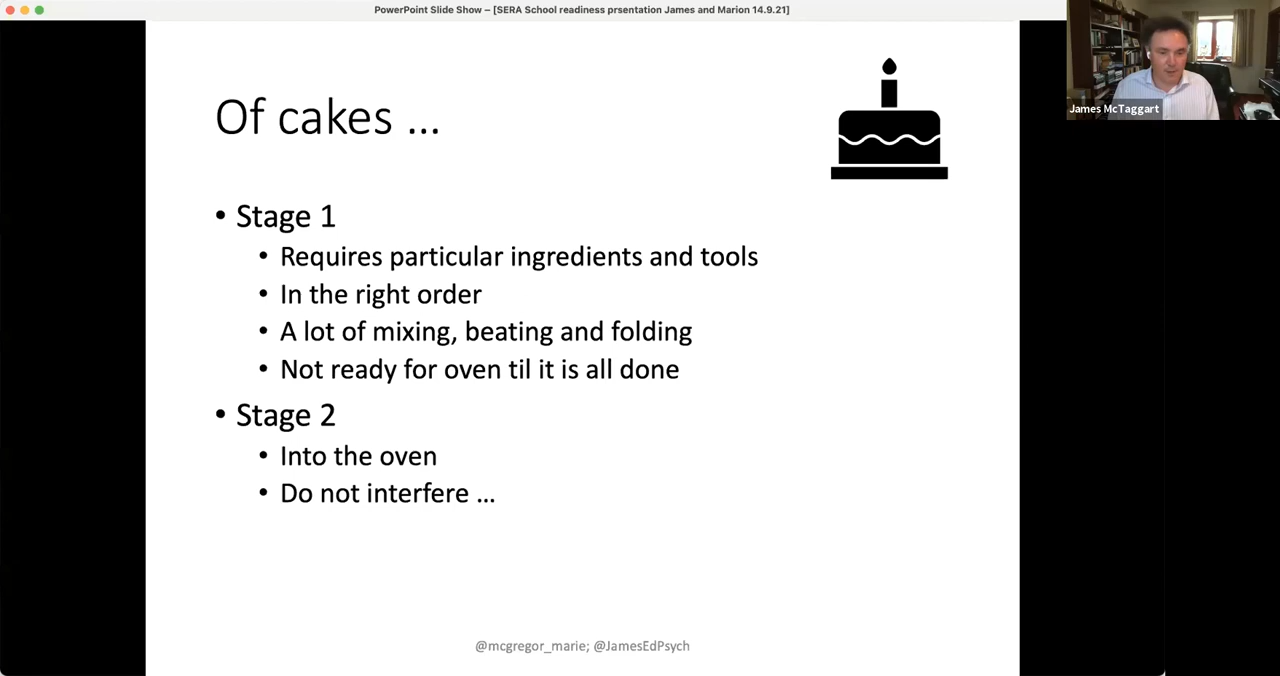 PowerPoint Slide Show – [SERA School readiness prsentation James and Marion 14.9.21]
James McTaggart
Of cakes ...
• Stage 1
• Requires particular ingredients and tools
• In the right order
• A lot of mixing, beating and folding
• Not ready for oven til it is all done
• Stage 2
• Into the oven
• Do not interfere ...
@mcgregor_marie; @JamesEdPsych